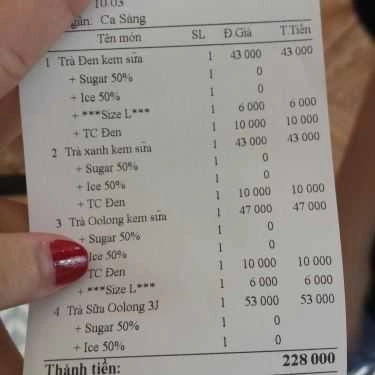 10.03
Ca Sáng
Tên món SL Đ.Giá T.Tiền
1 Trà Đen kem sữa 1 43 000 43 000
+ Sugar 50% 1 0
+ Ice 50% 1 0
+ ***Size L*** 1 6 000 6 000
+ TC Đen 1 10 000 10 000
2 Trà xanh kem sữa 1 43 000 43 000
+ Sugar 50% 1 0
+ Ice 50% 1 0
+ TC Đen 1 10 000 10 000
3 Trà Oolong kem sữa 1 47 000 47 000
+ Sugar 50% 1 0
Ice 50% 1 0
TC Đen 1 10 000 10 000
+ ***Size L*** 1 6 000 6 000
4 Trà Sữa Oolong 3J 1 53 000 53 000
+ Sugar 50% 1 0
+ Ice 50% 1 0
Thành tiền: 228 000